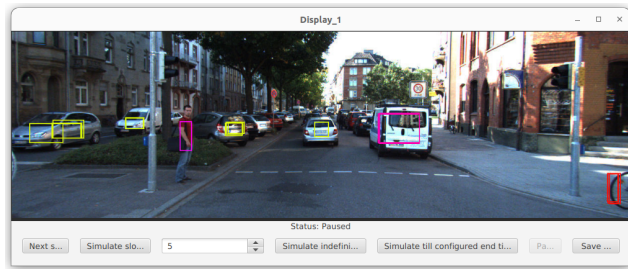 Display_1
Status: Paused
Next s...
Simulate slo...
5
Simulate indefini...
Simulate till configured end ti...
Pa...
Save ...